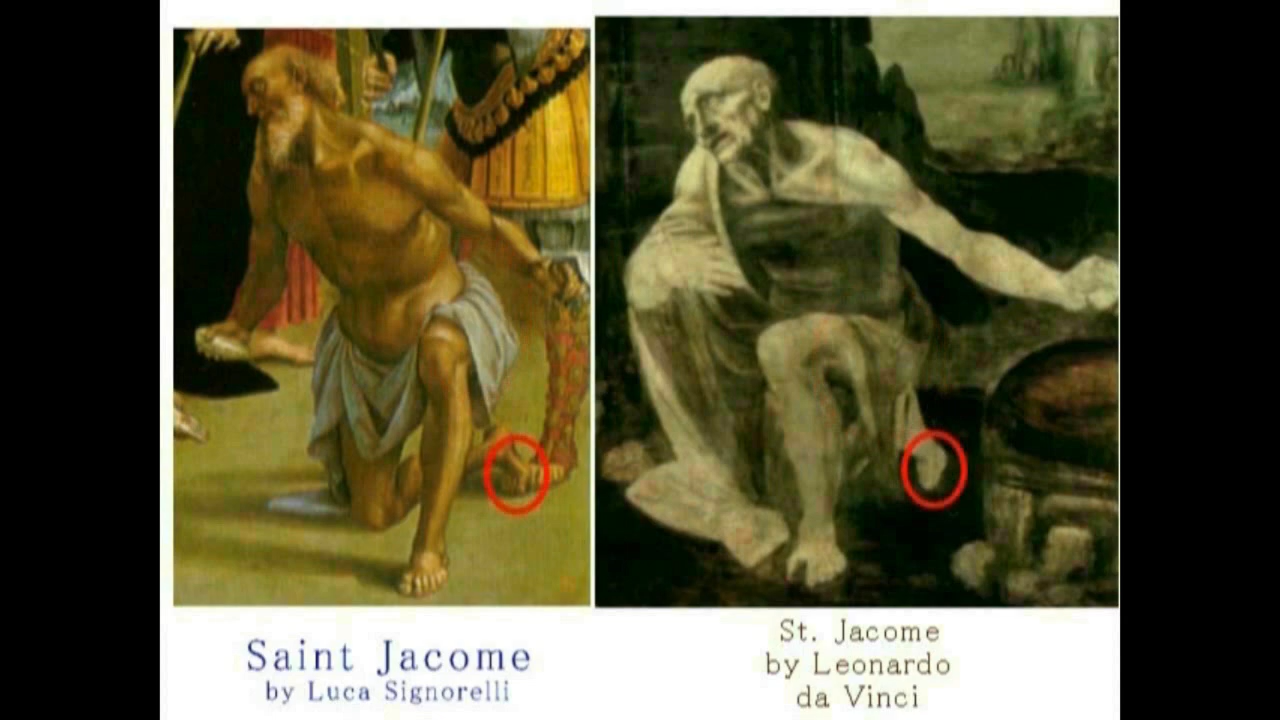 Saint Jacome
by Luca Signorelli
St. Jacome
by Leonardo
da Vinci